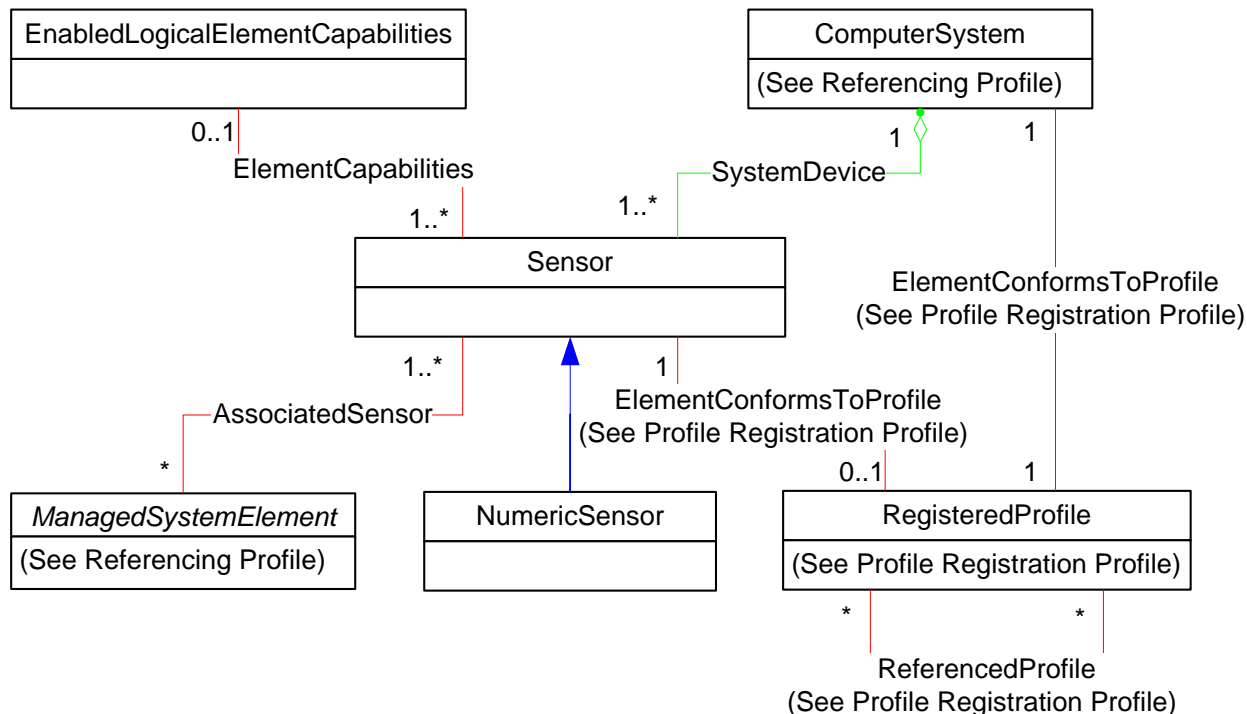 EnabledLogicalElementCapabilities
ComputerSystem
(See Referencing Profile)
0..1
1
1
ElementCapabilities
SystemDevice
1..*
1..*
Sensor
ElementConformsToProfile
(See Profile Registration Profile)
1..*
1
ElementConformsToProfile
(See Profile Registration Profile)
AssociatedSensor
*
0..1
1
ManagedSystemElement
(See Referencing Profile)
NumericSensor
RegisteredProfile
(See Profile Registration Profile)
*
*
ReferencedProfile
(See Profile Registration Profile)